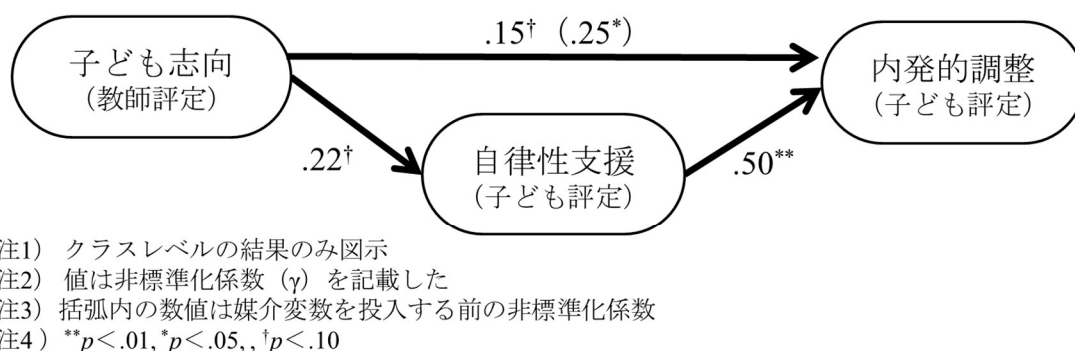 .15† (.25*)
子ども志向
(教師評定)
内発的調整
(子ども評定)
.22†
自律性支援
(子ども評定)
.50**
注1) クラスレベルの結果のみ図示
注2) 値は非標準化係数（γ）を記載した
注3）括弧内の数値は媒介変数を投入する前の非標準化係数
注4 ）**p＜.01, *p＜.05, , †p＜.10